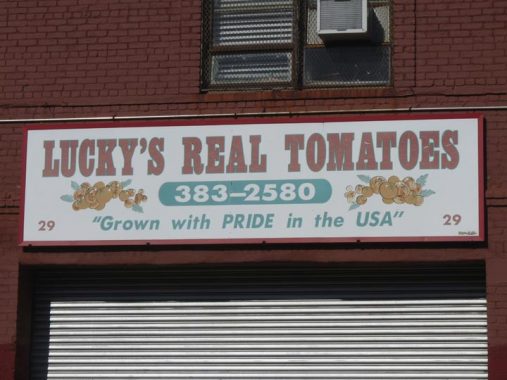 LUCKY'S REAL TOMATOES
383-2580
"Grown with PRIDE in the USA"
29 29